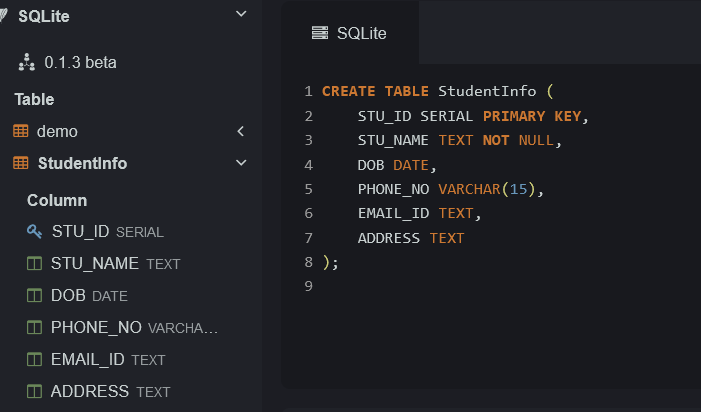 SQLite
0.1.3 beta
Table
demo
StudentInfo
Column
STU_ID SERIAL
STU_NAME TEXT
DOB DATE
PHONE_NO VARCHA...
EMAIL_ID TEXT
ADDRESS TEXT
SQLite
1 CREATE TABLE StudentInfo (
2 STU_ID SERIAL PRIMARY KEY,
3 STU_NAME TEXT NOT NULL,
4 DOB DATE,
5 PHONE_NO VARCHAR(15),
6 EMAIL_ID TEXT,
7 ADDRESS TEXT
8 );
9